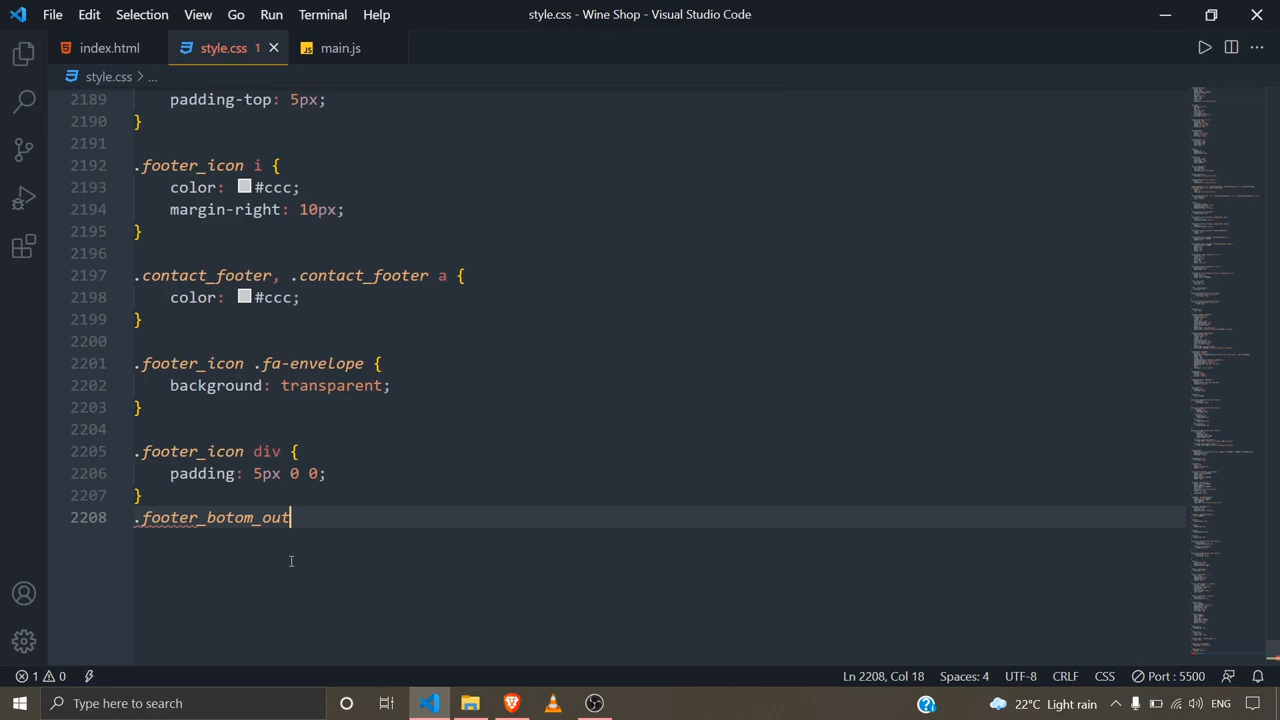 File Edit Selection View Go Run Terminal Help style.css - Wine Shop - Visual Studio Code
index.html style.css 1 main.js
style.css > ...
2189 padding-top: 5px;
2190 }
2191
2192 .footer_icon i {
2193 color: #ccc;
2194 margin-right: 10px;
2195 }
2196
2197 .contact_footer, .contact_footer a {
2198 color: #ccc;
2199 }
2200
2201 .footer_icon .fa-envelope {
2202 background: transparent;
2203 }
2204
2205 .footer_icon div {
2206 padding: 5px 0 0;
2207 }
2208 .footer_botom_out
1 0 Ln 2208, Col 18 Spaces: 4 UTF-8 CRLF CSS Port : 5500
Type here to search 22°C Light rain ENG